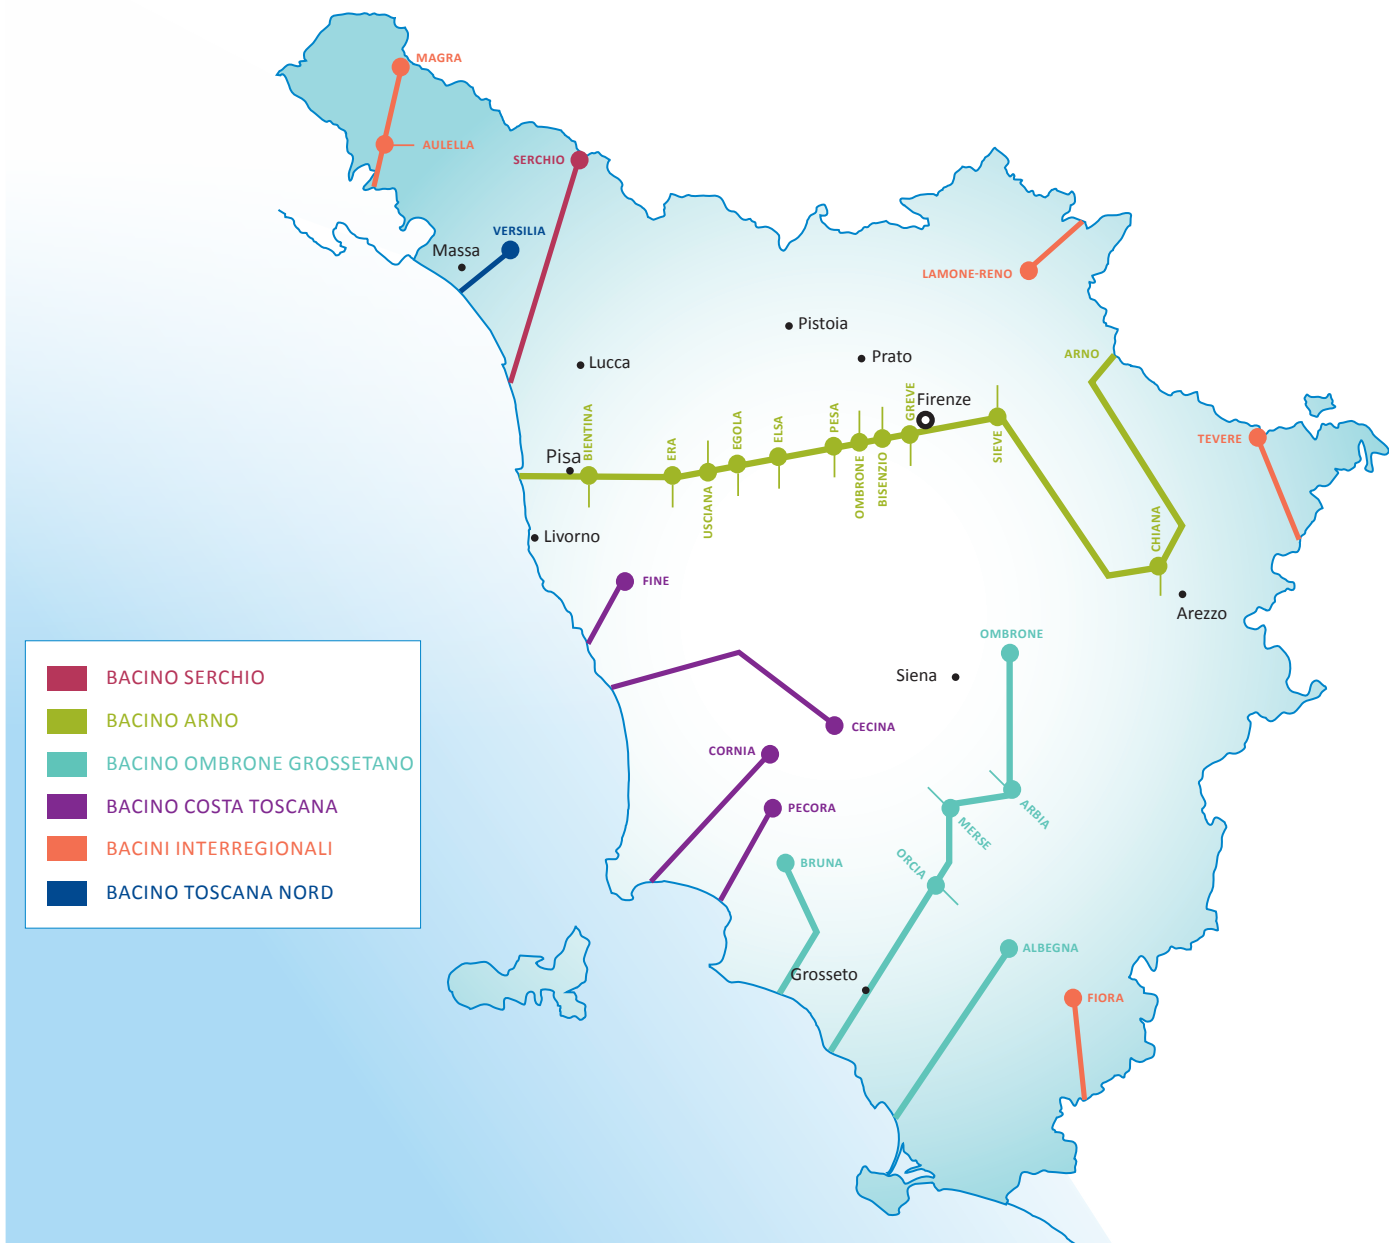 MAGRA
AULELLA
SERCHIO
VERSILIA
Massa
LAMONE-RENO
Pistoia
Prato
Lucca
ARNO
Firenze
GREVE
BIENTINA
ERA
USCIANA
EGOLA
ELSA
PESA
OMBRONE
BISENZIO
SIEVE
TEVERE
Pisa
Livorno
CHIANA
Arezzo
FINE
OMBRONE
Siena
CECINA
CORNIA
PECORA
ARBIA
MERSE
ORCIA
BRUNA
ALBEGNA
Grosseto
FIORA
BACINO SERCHIO
BACINO ARNO
BACINO OMBRONE GROSSETANO
BACINO COSTA TOSCANA
BACINI INTERREGIONALI
BACINO TOSCANA NORD